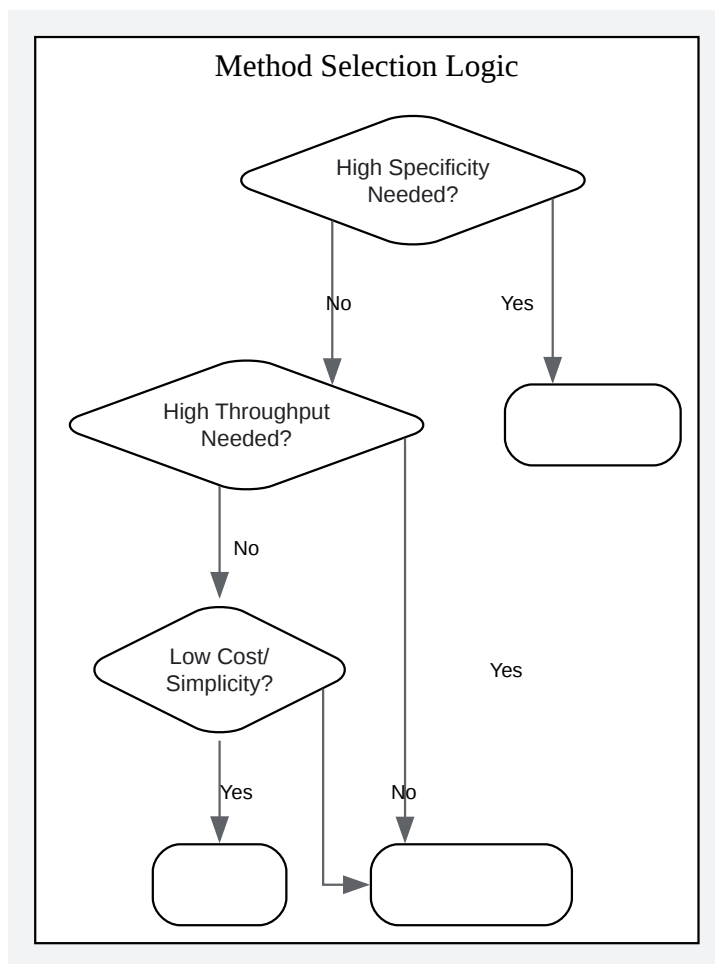 Method Selection Logic
High Specificity
Needed?
No
Yes
High Throughput
Needed?
No
Low Cost/
Simplicity?
Yes
Yes
No